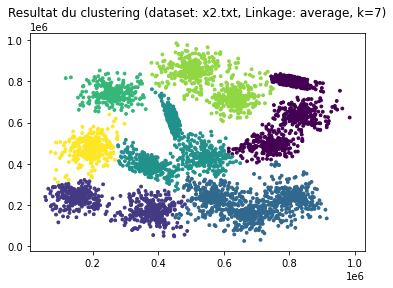 Resultat du clustering (dataset: x2.txt, Linkage: average, k=7)
1e6
1.0
0.8
0.6
0.4
0.2
0.0
0.2 0.4 0.6 0.8 1.0
1e6